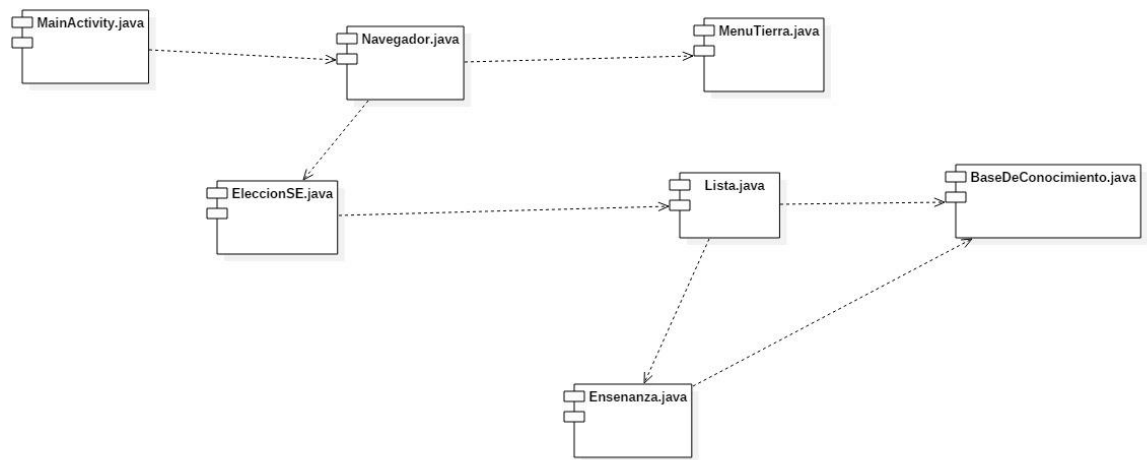 MainActivity.java
Navegador.java
MenuTierra.java
EleccionSE.java
Lista.java
BaseDeConocimiento.java
Ensenanza.java